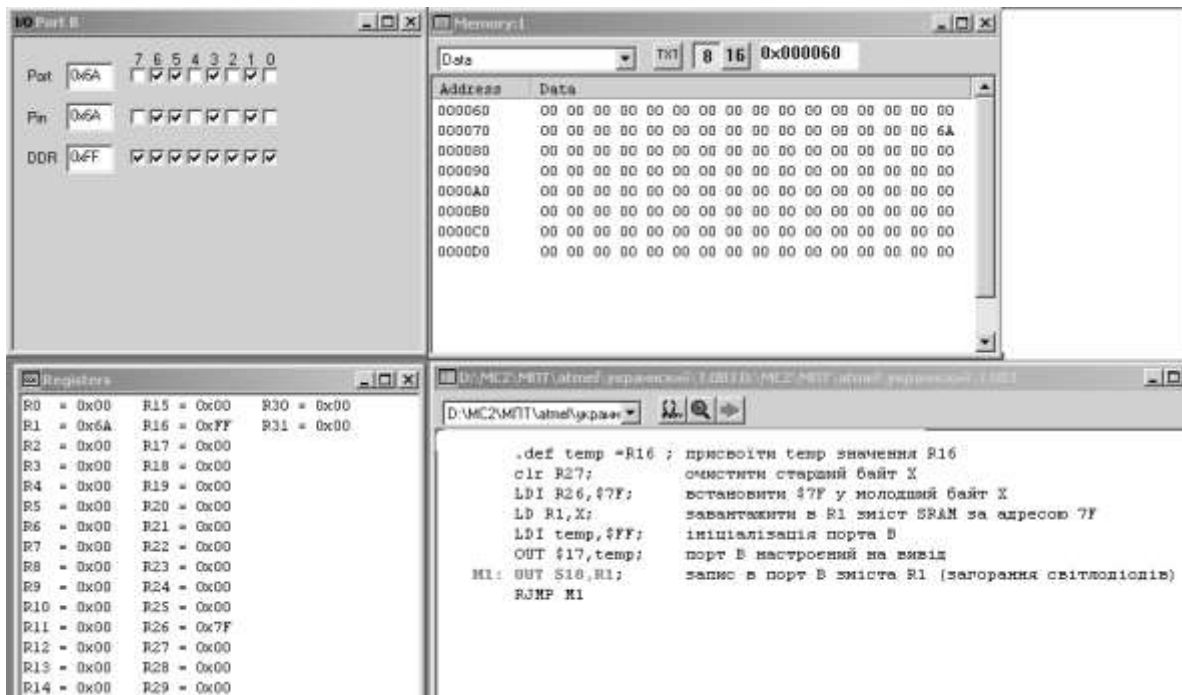 I/O Port B
7 6 5 4 3 2 1 0
Port 0x6A
Pin 0x6A
DDR 0xFF
Memory:1
Data TXT 8 16 0x000060
Address Data
000060 00 00 00 00 00 00 00 00 00 00 00 00 00 00 00 00
000070 00 00 00 00 00 00 00 00 00 00 00 00 00 00 00 6A
000080 00 00 00 00 00 00 00 00 00 00 00 00 00 00 00 00
000090 00 00 00 00 00 00 00 00 00 00 00 00 00 00 00 00
0000A0 00 00 00 00 00 00 00 00 00 00 00 00 00 00 00 00
0000B0 00 00 00 00 00 00 00 00 00 00 00 00 00 00 00 00
0000C0 00 00 00 00 00 00 00 00 00 00 00 00 00 00 00 00
0000D0 00 00 00 00 00 00 00 00 00 00 00 00 00 00 00 00
Registers
R0 = 0x00 R15 = 0x00 R30 = 0x00
R1 = 0x6A R16 = 0xFF R31 = 0x00
R2 = 0x00 R17 = 0x00
R3 = 0x00 R18 = 0x00
R4 = 0x00 R19 = 0x00
R5 = 0x00 R20 = 0x00
R6 = 0x00 R21 = 0x00
R7 = 0x00 R22 = 0x00
R8 = 0x00 R23 = 0x00
R9 = 0x00 R24 = 0x00
R10 = 0x00 R25 = 0x00
R11 = 0x00 R26 = 0x7F
R12 = 0x00 R27 = 0x00
R13 = 0x00 R28 = 0x00
R14 = 0x00 R29 = 0x00
D:\МС2\МПТ\atmel\украин
.def temp =R16 ; присвоїти temp значення R16
clr R27; очистити старший байт X
LDI R26,$7F; встановити $7F у молодший байт X
LD R1,X; завантажити в R1 зміст SRAM за адресою 7F
LDI temp,$FF; ініціалізація порта B
OUT $17,temp; порт B настроєний на вивід
M1: OUT $18,R1; запис в порт B зміста R1 (загорання світлодіодів)
RJMP M1